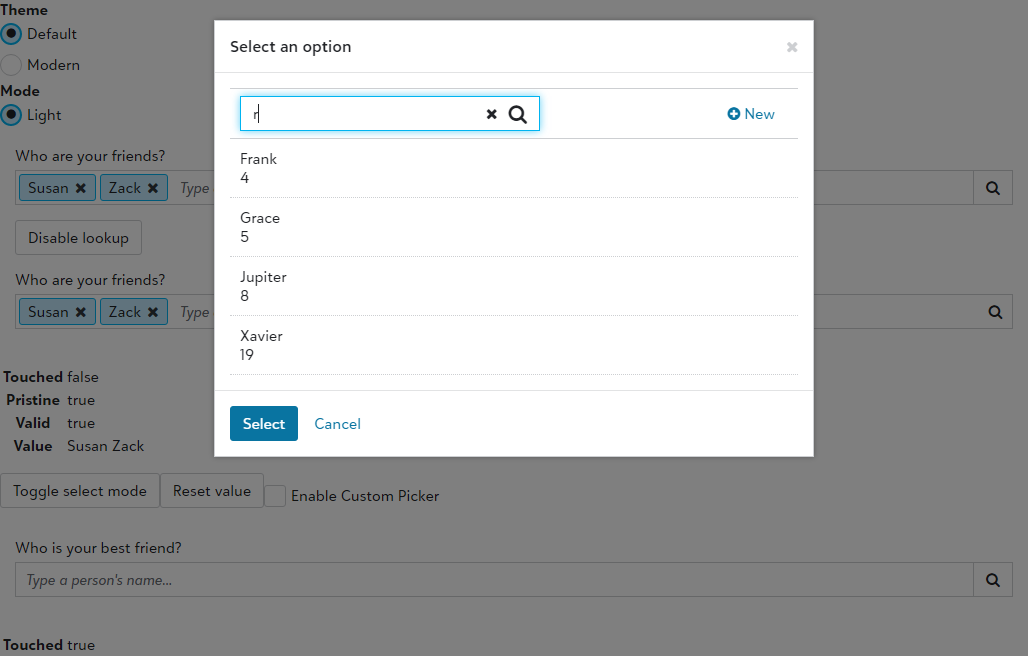 Theme
Default
Modern
Mode
Light
Who are your friends?
Susan Zack Type
Disable lookup
Who are your friends?
Susan Zack Type
Touched false
Pristine true
Valid true
Value Susan Zack
Toggle select mode Reset value Enable Custom Picker
Who is your best friend?
Type a person's name...
Touched true
Select an option
r
New
Frank
4
Grace
5
Jupiter
8
Xavier
19
Select Cancel